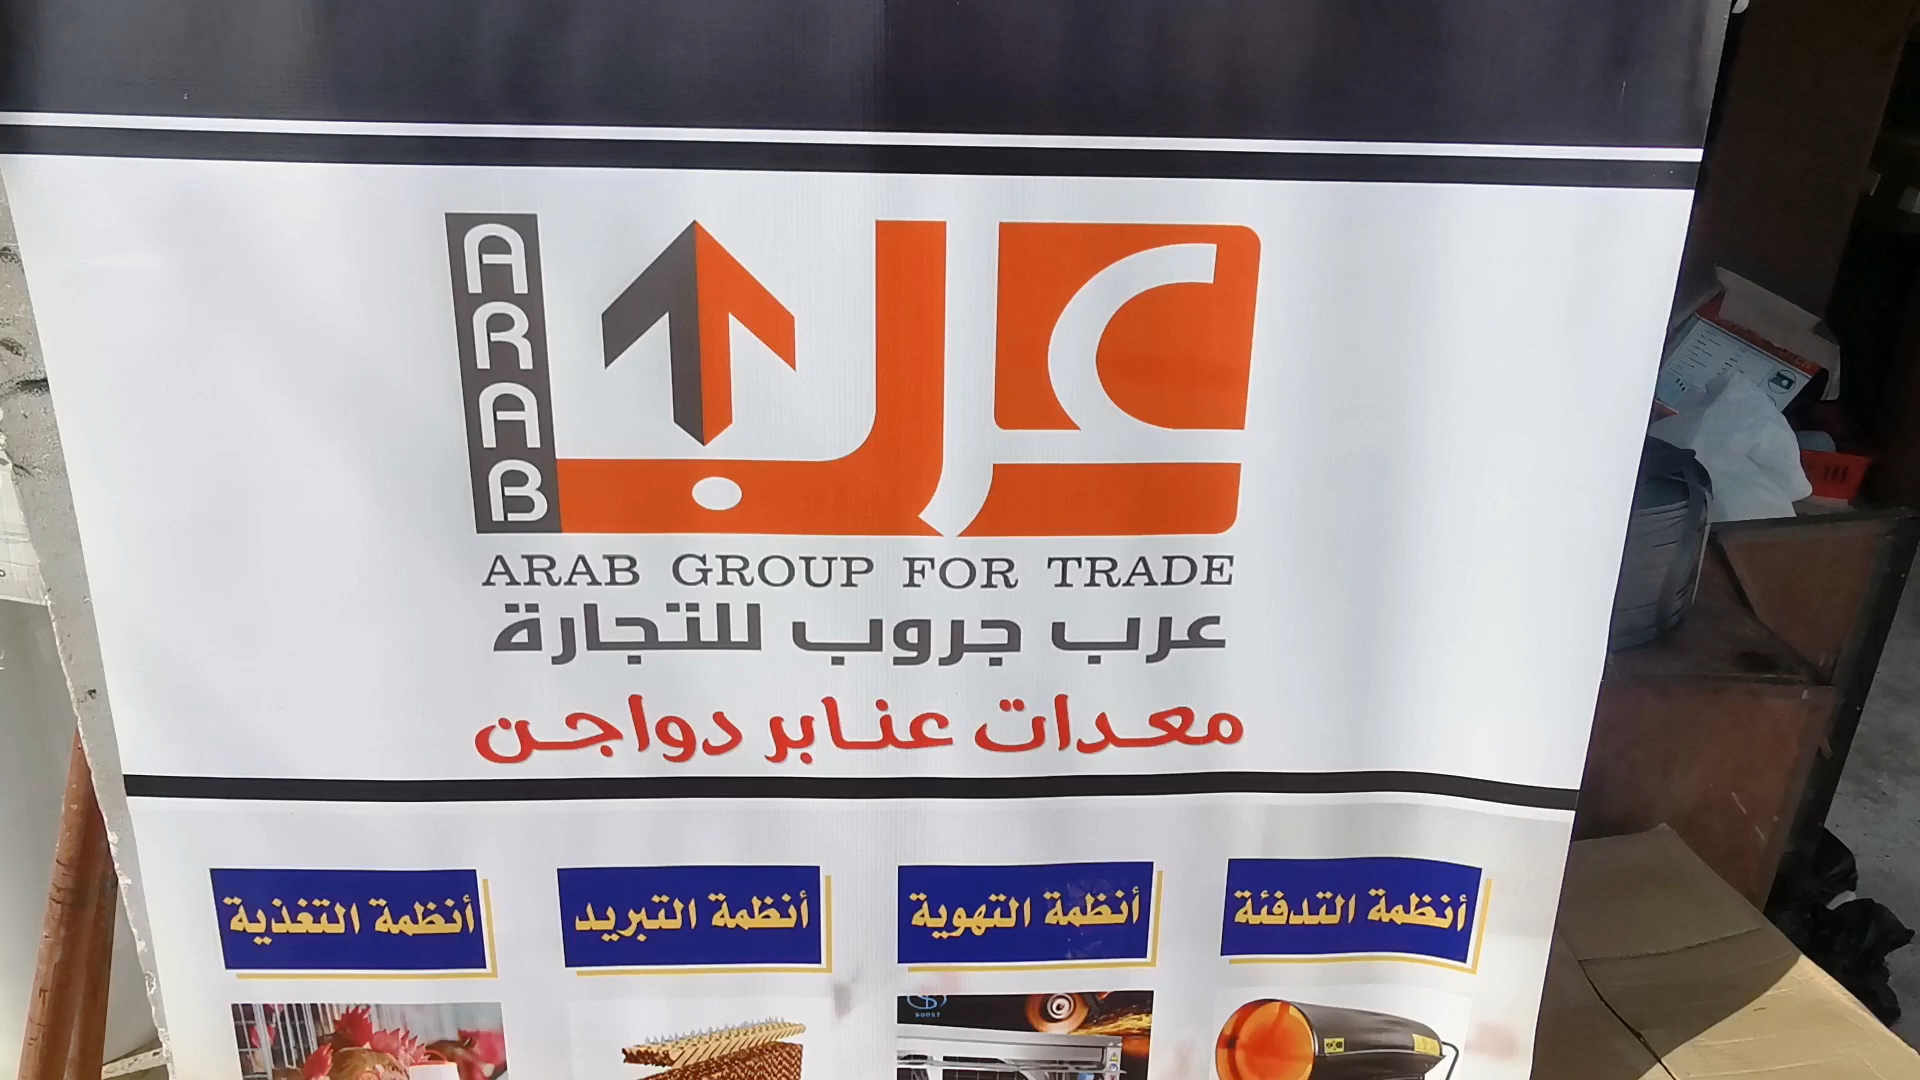 ARAB
عرب
ARAB GROUP FOR TRADE
عرب جروب للتجارة
معدات عنابر دواجن
أنظمة التدفئة
أنظمة التهوية
أنظمة التبريد
أنظمة التغذية